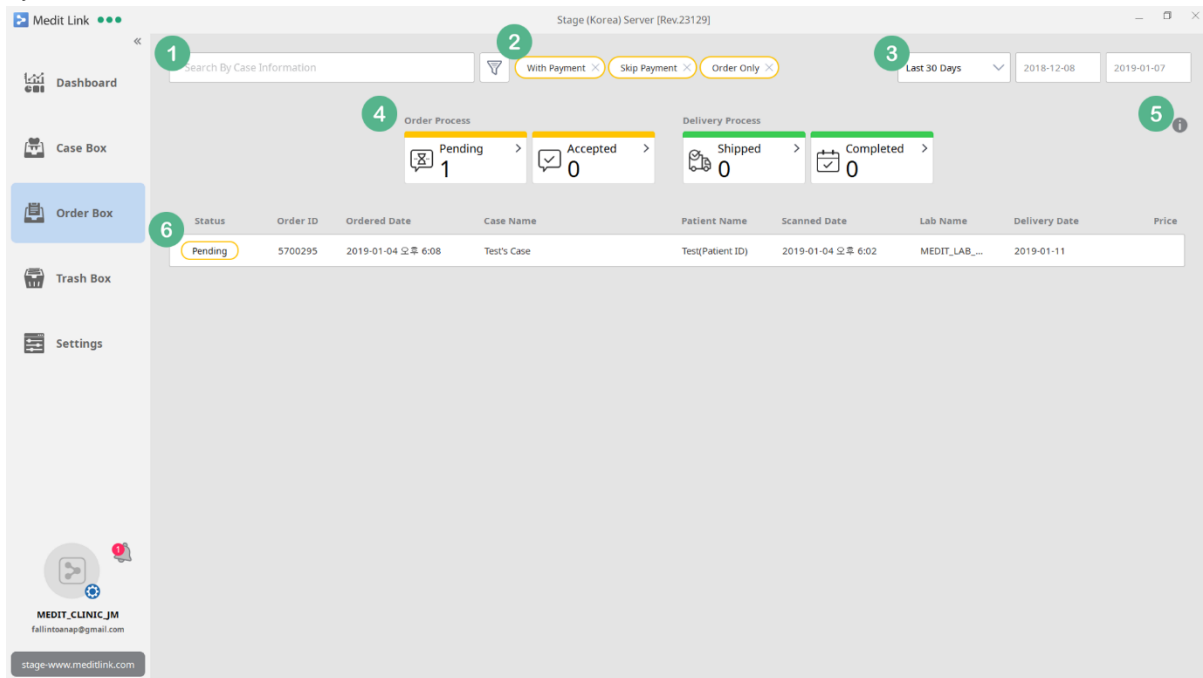 Medit Link
Stage (Korea) Server [Rev.23129]
«
1
Search By Case Information
2
With Payment ×
Skip Payment ×
Order Only ×
3
Last 30 Days
2018-12-08
2019-01-07
Dashboard
Case Box
Order Box
Trash Box
Settings
4
Order Process
Pending >
1
Accepted >
0
Delivery Process
Shipped >
0
Completed >
0
5
i
6
Status Order ID Ordered Date Case Name Patient Name Scanned Date Lab Name Delivery Date Price
Pending 5700295 2019-01-04 오후 6:08 Test's Case Test(Patient ID) 2019-01-04 오후 6:02 MEDIT_LAB_... 2019-01-11
1
MEDIT_CLINIC_JM
fallintoanap@gmail.com
stage-www.meditlink.com